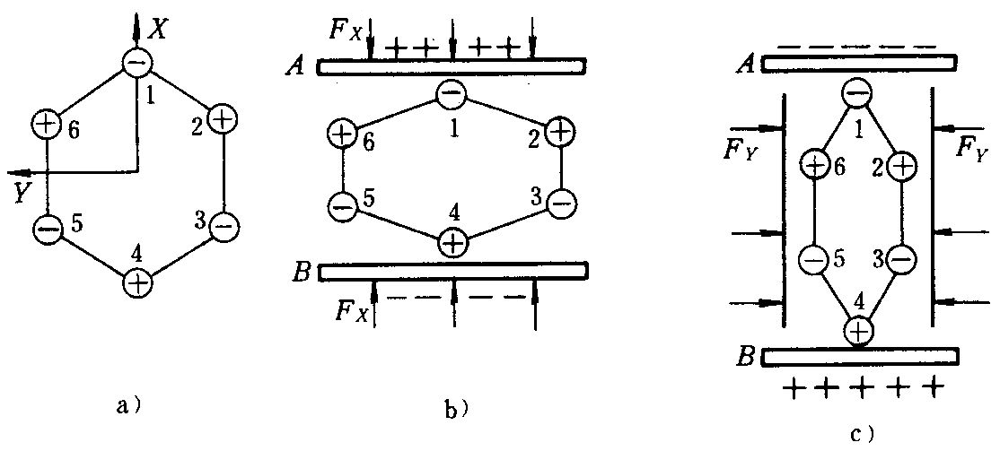 X
−
1
+
6
2
+
Y
−
5
3
−
4
+
a)
F_X
+ + + +
A
−
1
+
6
2
+
−
5
4
3
−
+
B
F_X
− − − −
b)
− − − − −
A
−
1
F_Y
+
6
2
+
F_Y
−
5
3
−
4
+
B
+ + + + +
c)